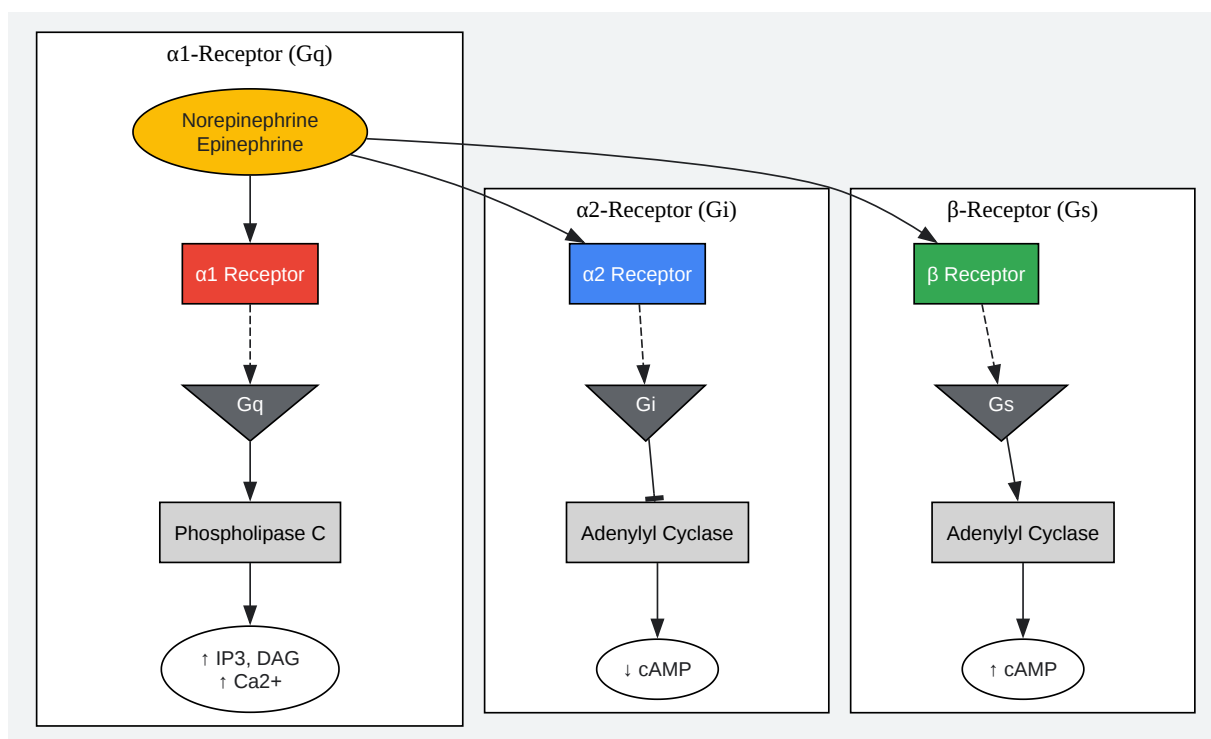 α1-Receptor (Gq)
Norepinephrine
Epinephrine
α1 Receptor
Gq
Phospholipase C
↑ IP3, DAG
↑ Ca2+
α2-Receptor (Gi)
α2 Receptor
Gi
Adenylyl Cyclase
↓ cAMP
β-Receptor (Gs)
β Receptor
Gs
Adenylyl Cyclase
↑ cAMP